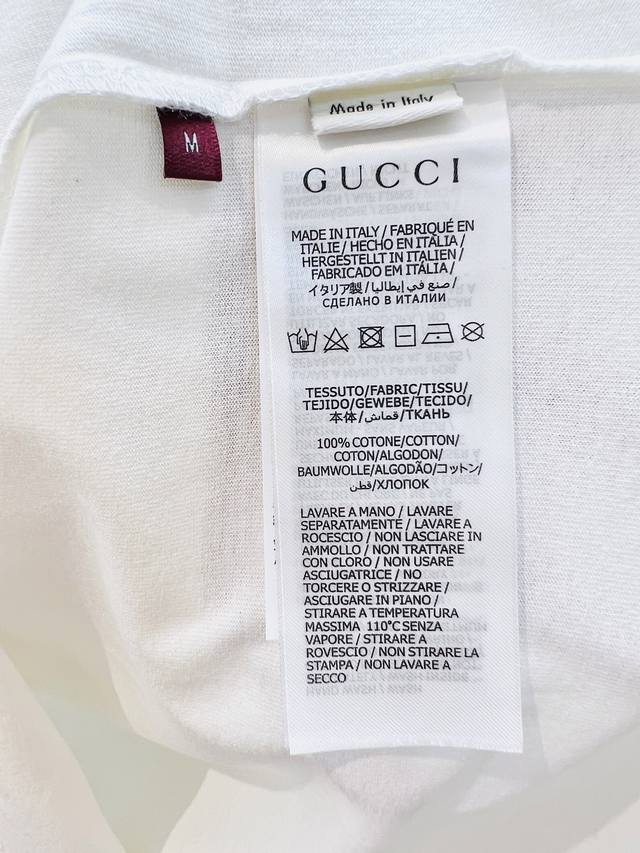 Made in Italy
M
GUCCI
MADE IN ITALY / FABRIQUÉ EN
ITALIE / HECHO EN ITALIA /
HERGESTELLT IN ITALIEN /
FABRICADO EM ITÁLIA /
イタリア製 / صنع في إيطاليا /
СДЕЛАНО В ИТАЛИИ
TESSUTO/FABRIC/TISSU/
TEJIDO/GEWEBE/TECIDO/
本体/قماش/ТКАНЬ
100% COTONE/COTTON/
COTON/ALGODON/
BAUMWOLLE/ALGODÃO/コットン/
قطن/ХЛОПОК
LAVARE A MANO / LAVARE
SEPARATAMENTE / LAVARE A
ROCESCIO / NON LASCIARE IN
AMMOLLO / NON TRATTARE
CON CLORO / NON USARE
ASCIUGATRICE / NO
TORCERE O STRIZZARE /
ASCIUGARE IN PIANO /
STIRARE A TEMPERATURA
MASSIMA 110°C SENZA
VAPORE / STIRARE A
ROVESCIO / NON STIRARE LA
STAMPA / NON LAVARE A
SECCO